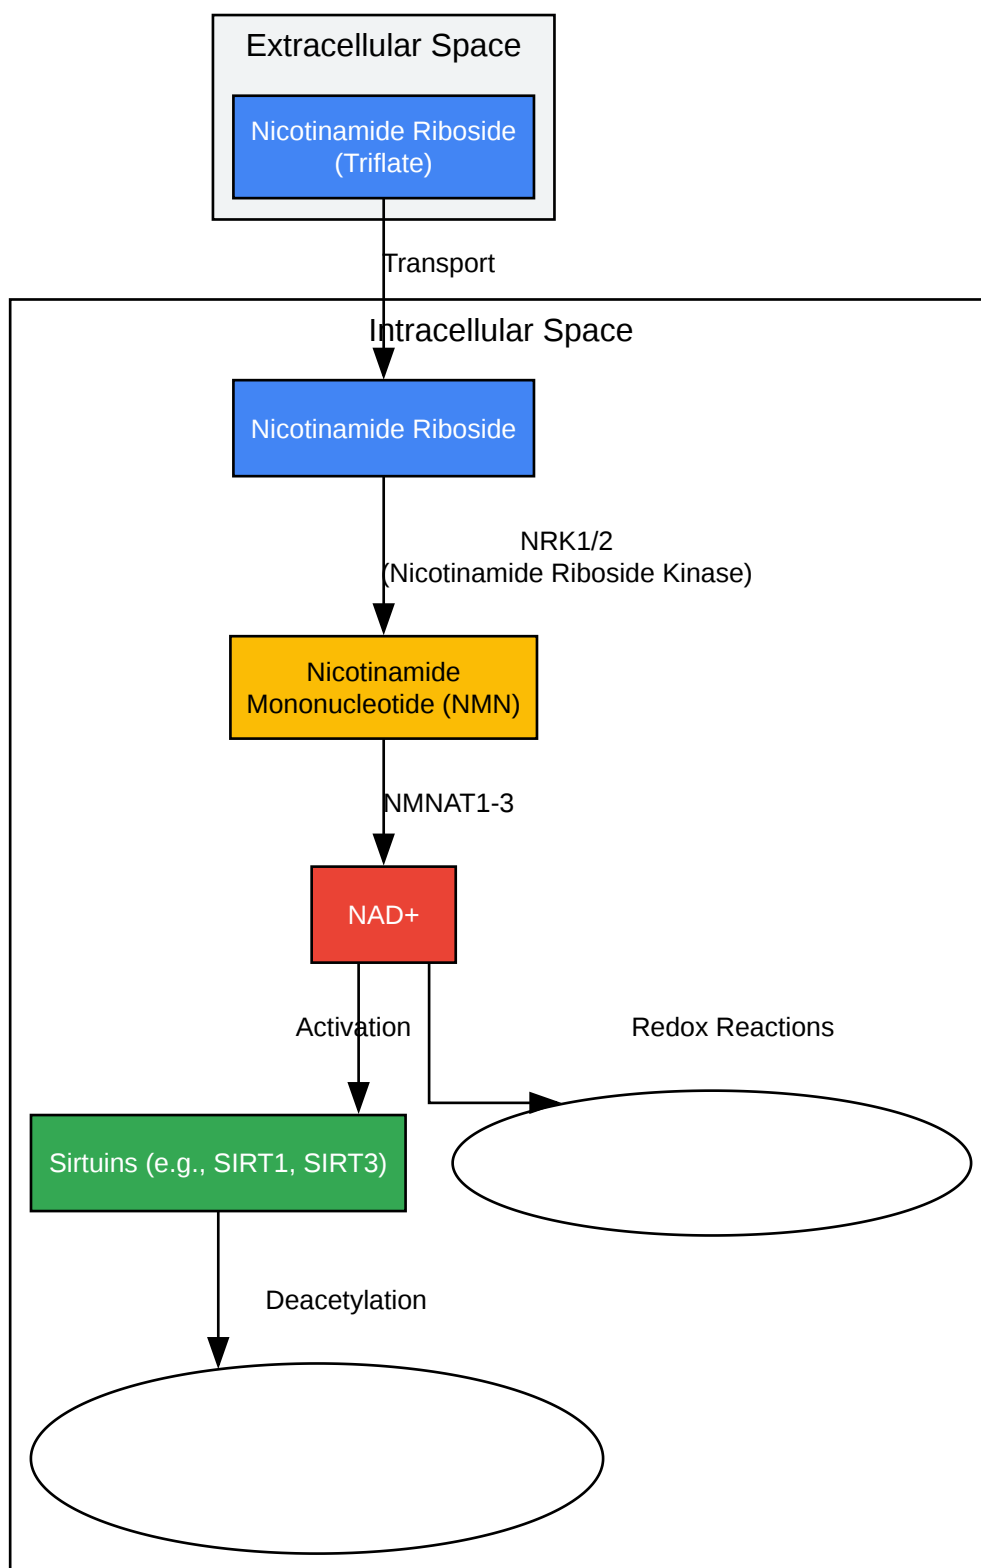 Extracellular Space
Nicotinamide Riboside
(Triflate)
Transport
Intracellular Space
Nicotinamide Riboside
NRK1/2
(Nicotinamide Riboside Kinase)
Nicotinamide
Mononucleotide (NMN)
NMNAT1-3
NAD+
Activation
Redox Reactions
Sirtuins (e.g., SIRT1, SIRT3)
Deacetylation